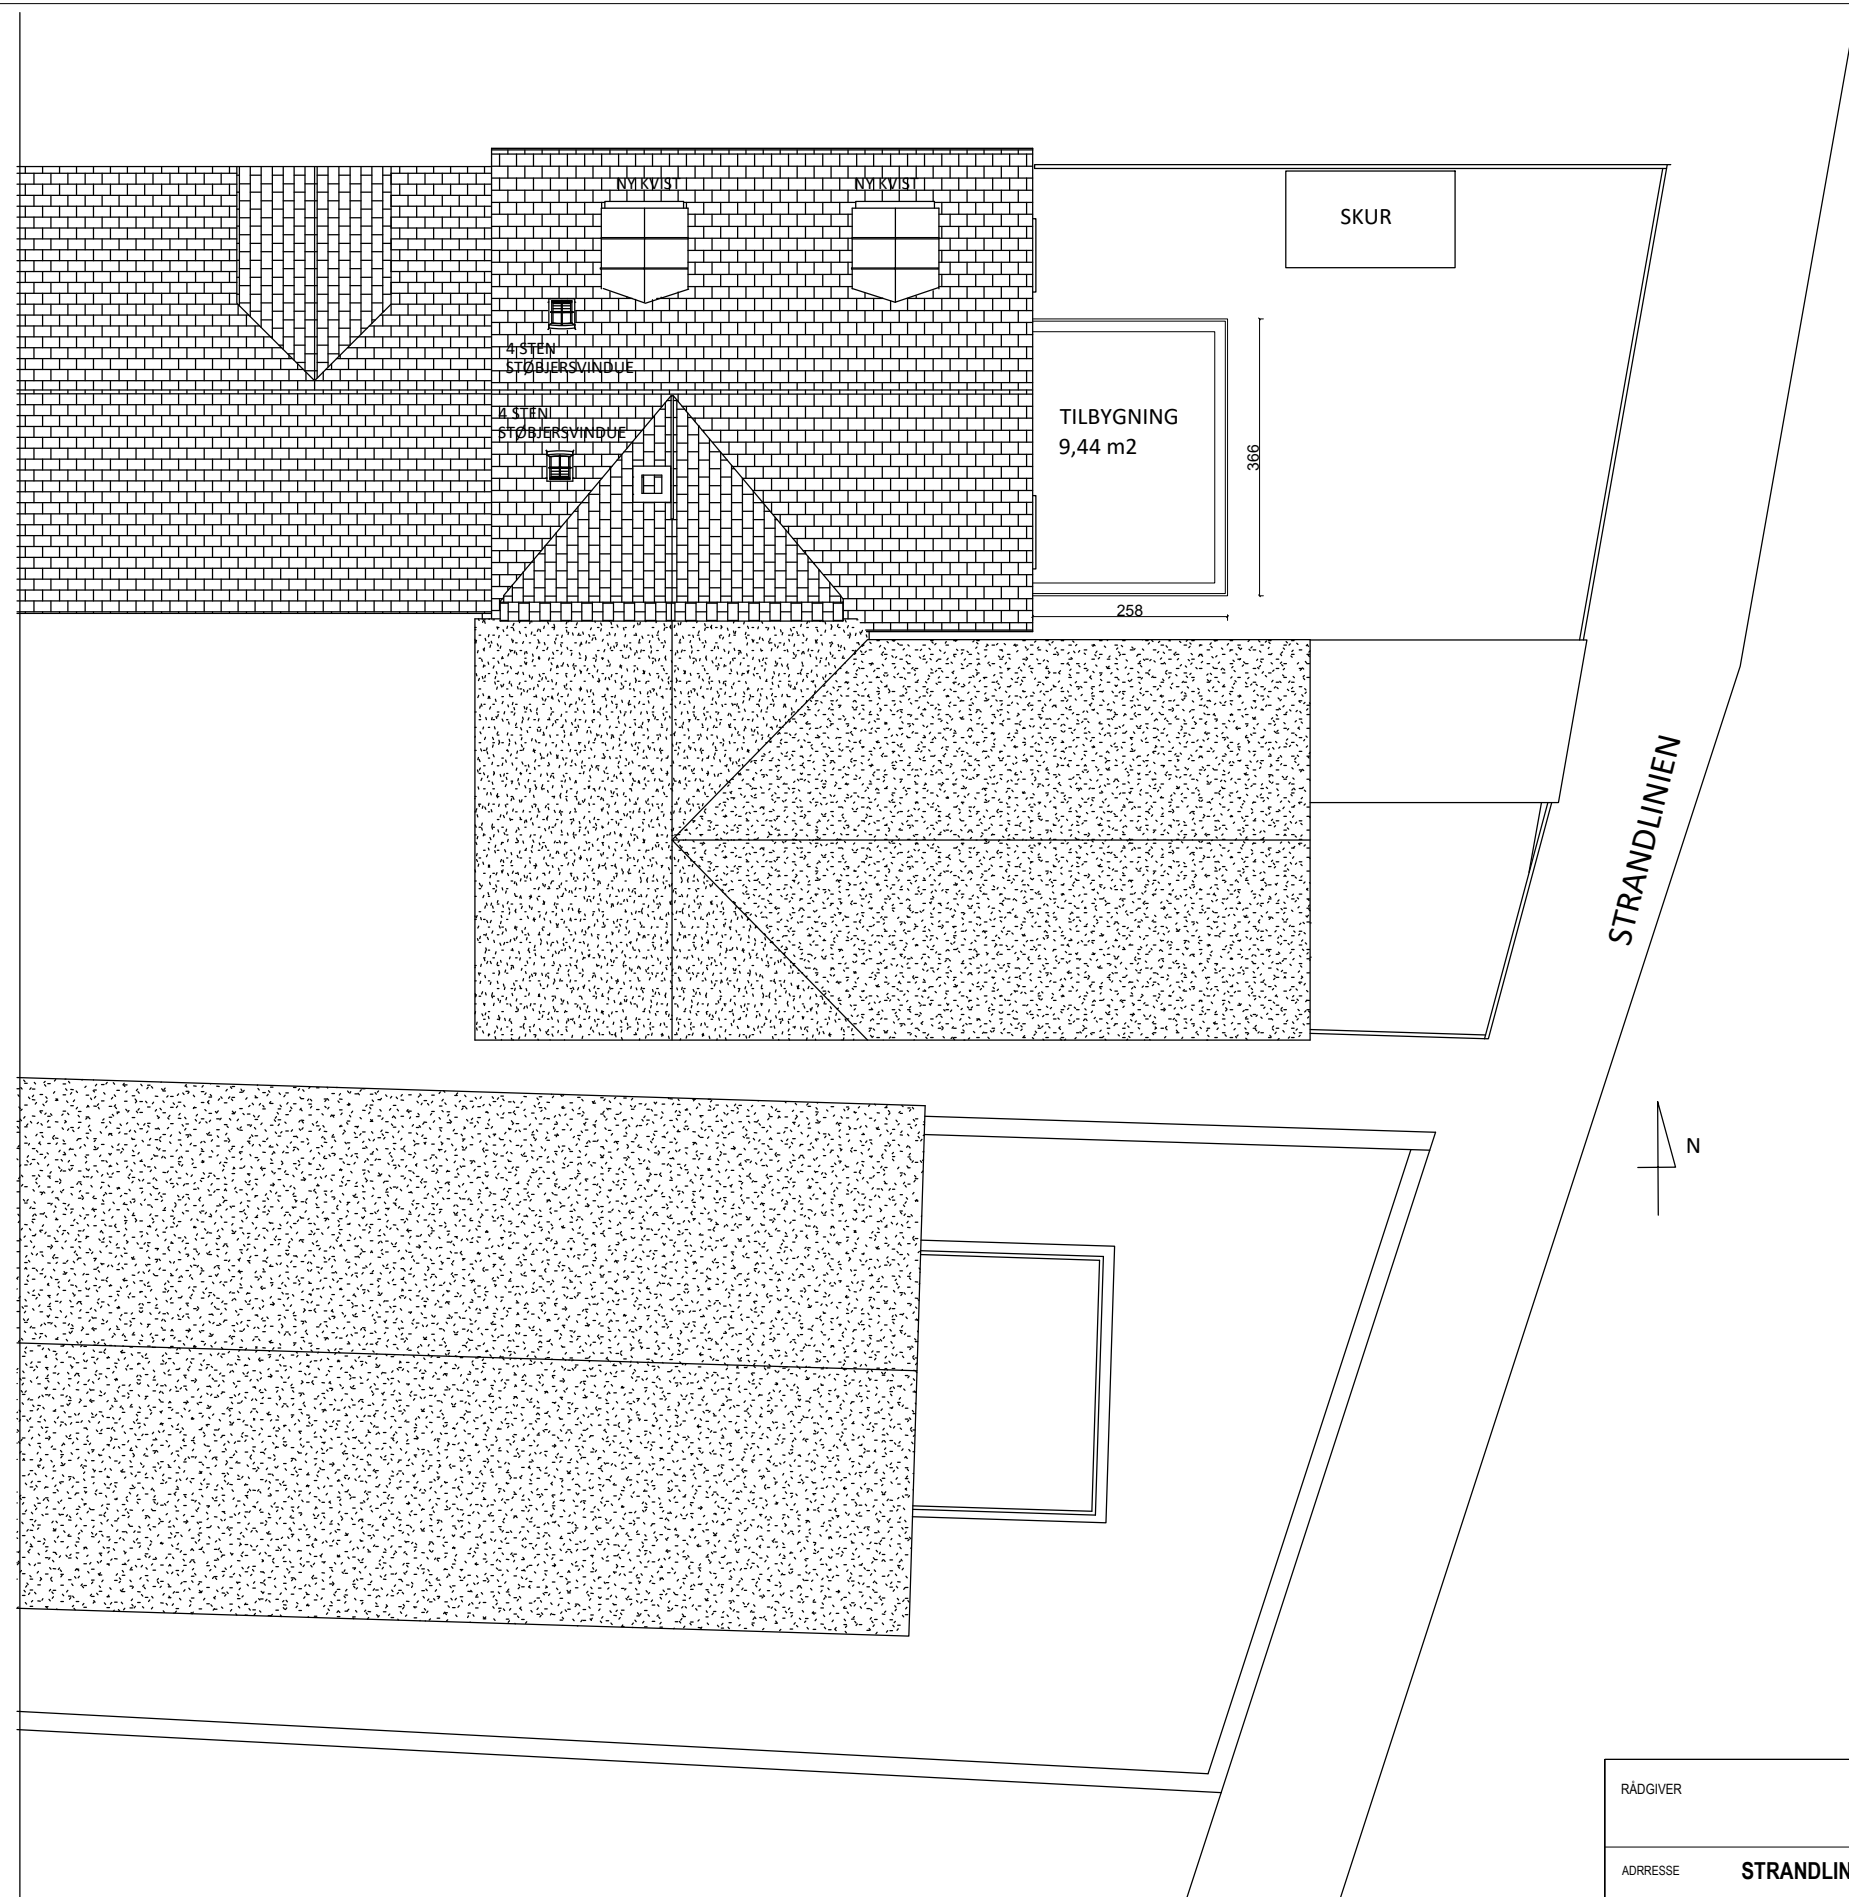 NY KVIST
NY KVIST
SKUR
4 STEN
STØBJERSVINDUE
4 STEN
STØBJERSVINDUE
TILBYGNING
9,44 m2
366
258
STRANDLINIEN
N
RÅDGIVER
ADRRESSE
STRANDLIN